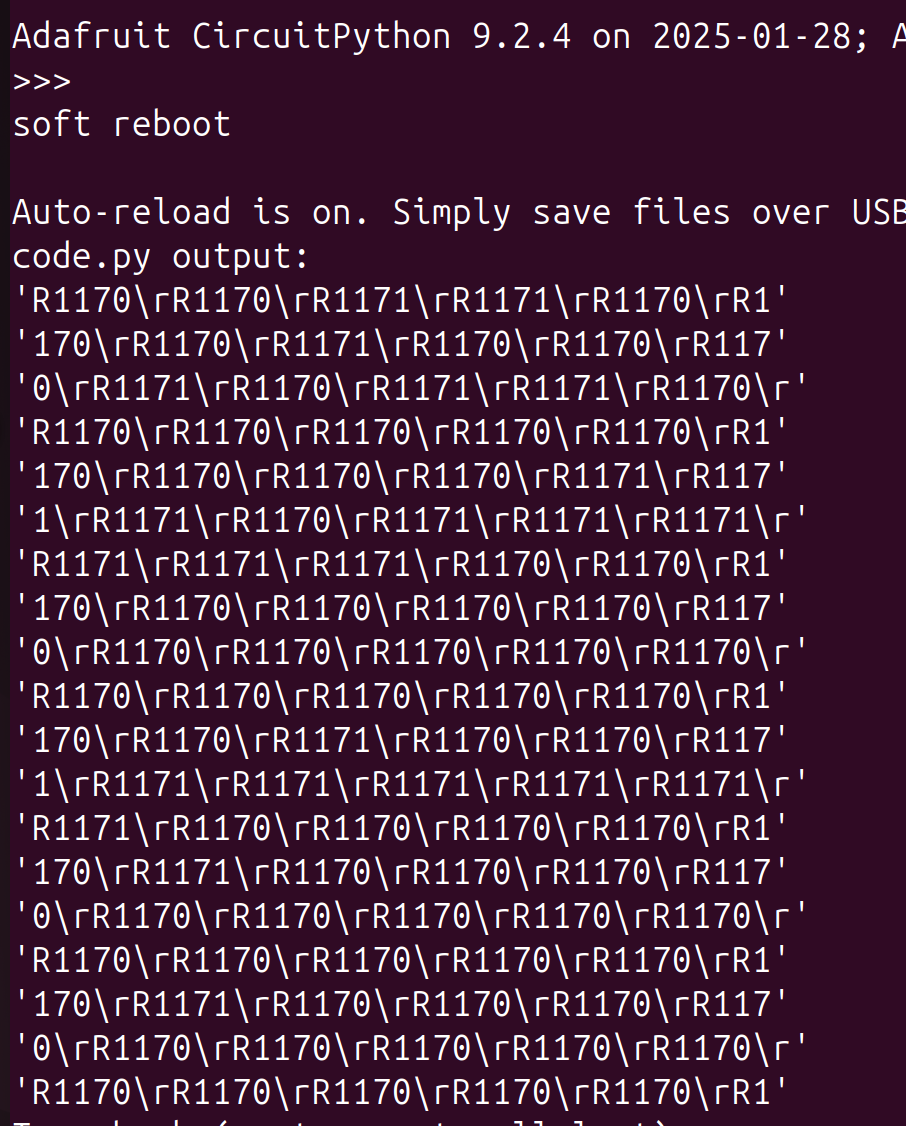 Adafruit CircuitPython 9.2.4 on 2025-01-28; A
>>>
soft reboot
Auto-reload is on. Simply save files over USB
code.py output:
'R1170\rR1170\rR1171\rR1171\rR1170\rR1'
'170\rR1170\rR1171\rR1170\rR1170\rR117'
'0\rR1171\rR1170\rR1171\rR1171\rR1170\r'
'R1170\rR1170\rR1170\rR1170\rR1170\rR1'
'170\rR1170\rR1170\rR1170\rR1171\rR117'
'1\rR1171\rR1170\rR1171\rR1171\rR1171\r'
'R1171\rR1171\rR1171\rR1170\rR1170\rR1'
'170\rR1170\rR1170\rR1170\rR1170\rR117'
'0\rR1170\rR1170\rR1170\rR1170\rR1170\r'
'R1170\rR1170\rR1170\rR1170\rR1170\rR1'
'170\rR1170\rR1171\rR1170\rR1170\rR117'
'1\rR1171\rR1171\rR1171\rR1171\rR1171\r'
'R1171\rR1170\rR1170\rR1170\rR1170\rR1'
'170\rR1171\rR1170\rR1170\rR1170\rR117'
'0\rR1170\rR1170\rR1170\rR1170\rR1170\r'
'R1170\rR1170\rR1170\rR1170\rR1170\rR1'
'170\rR1171\rR1170\rR1170\rR1170\rR117'
'0\rR1170\rR1170\rR1170\rR1170\rR1170\r'
'R1170\rR1170\rR1170\rR1170\rR1170\rR1'